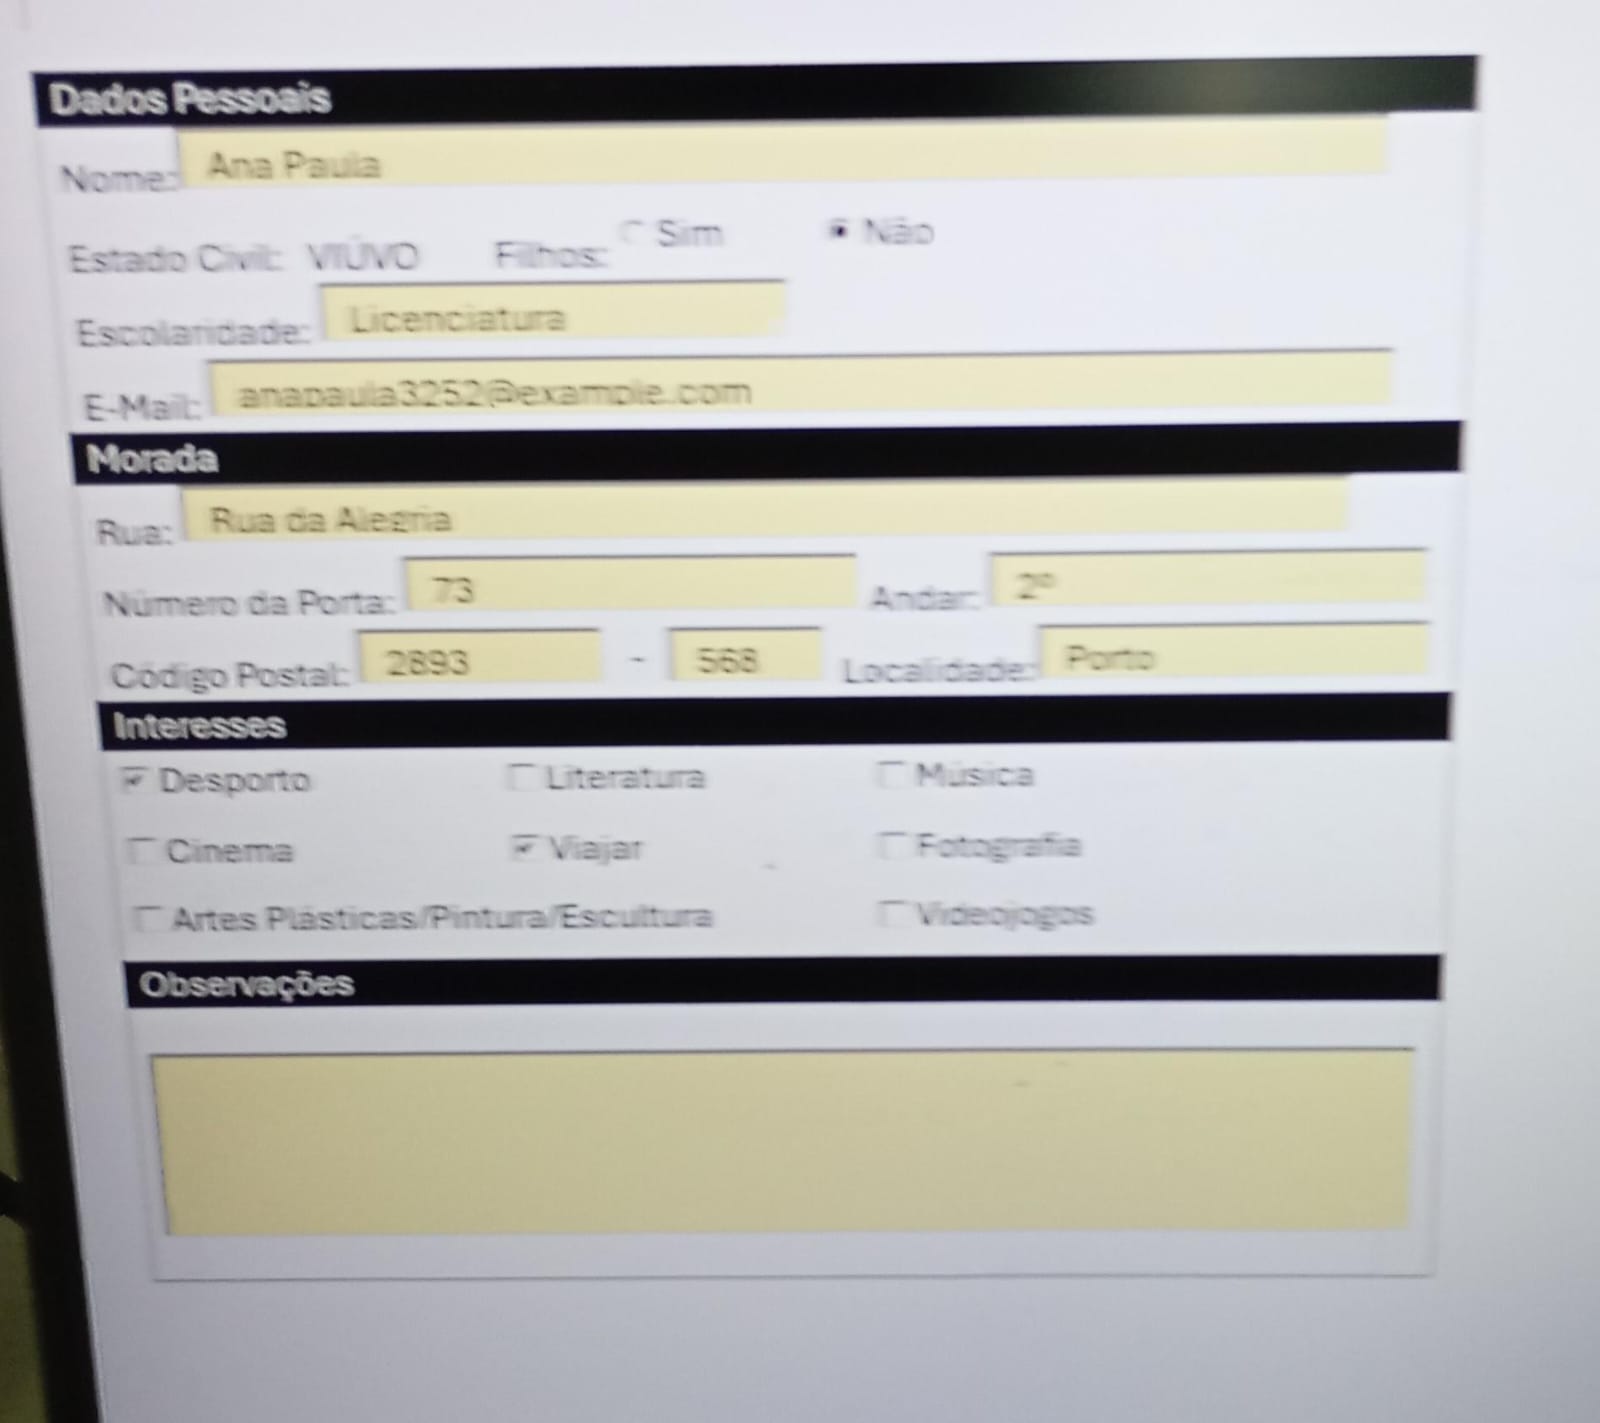 Dados Pessoais
Nome: Ana Paula
Estado Civil: VIÚVO Filhos: Sim Não
Escolaridade: Licenciatura
E-Mail: anapaula3252@example.com
Morada
Rua: Rua da Alegria
Número da Porta: 73 Andar: 2º
Código Postal: 2893 - 568 Localidade: Porto
Interesses
Desporto Literatura Música
Cinema Viajar Fotografia
Artes Plásticas/Pintura/Escultura Videojogos
Observações